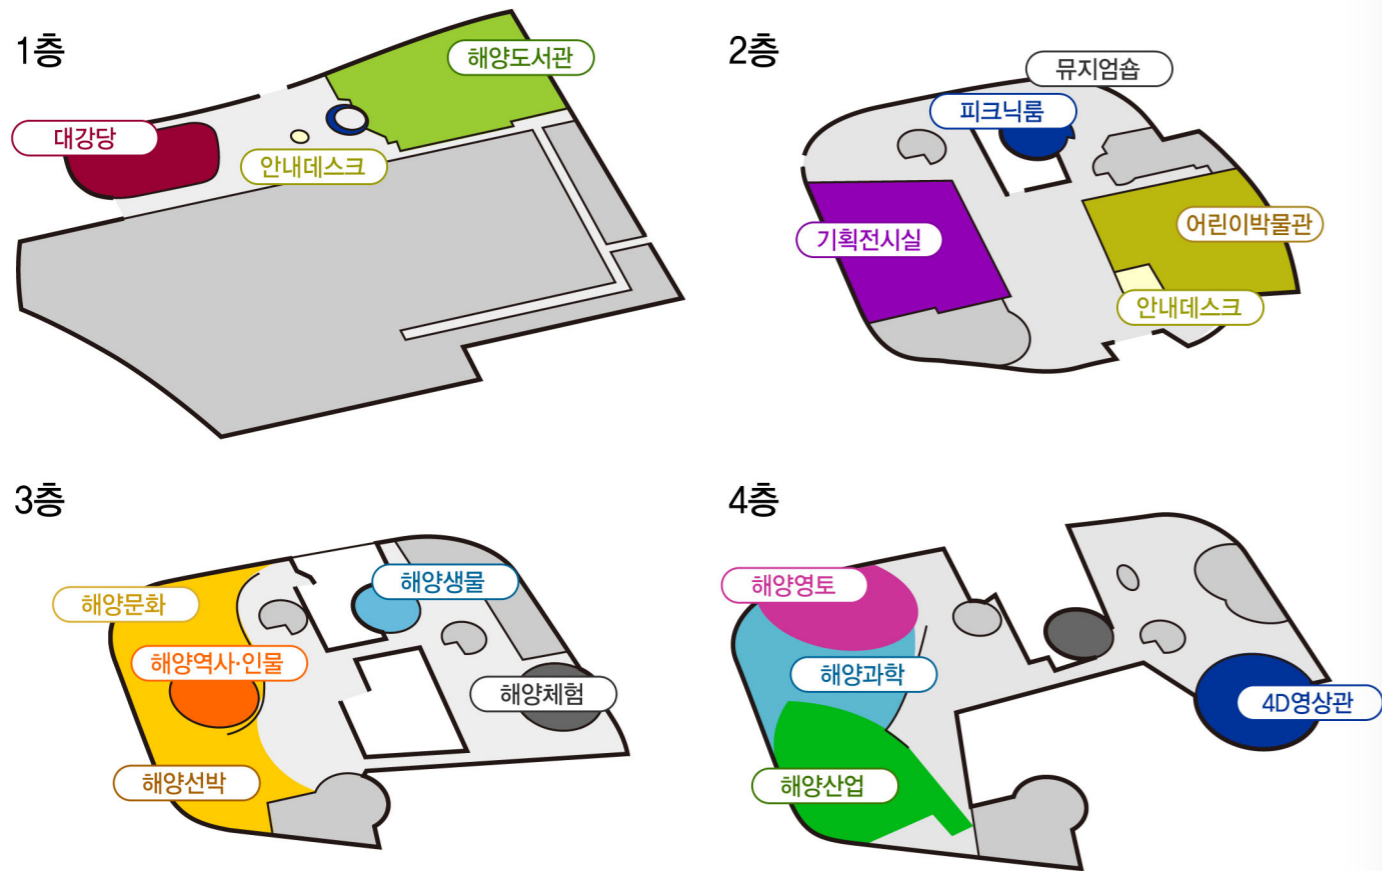 1층
해양도서관
대강당
안내데스크
2층
뮤지엄숍
피크닉룸
어린이박물관
기획전시실
안내데스크
3층
해양생물
해양문화
해양역사·인물
해양체험
해양선박
4층
해양영토
해양과학
4D영상관
해양산업